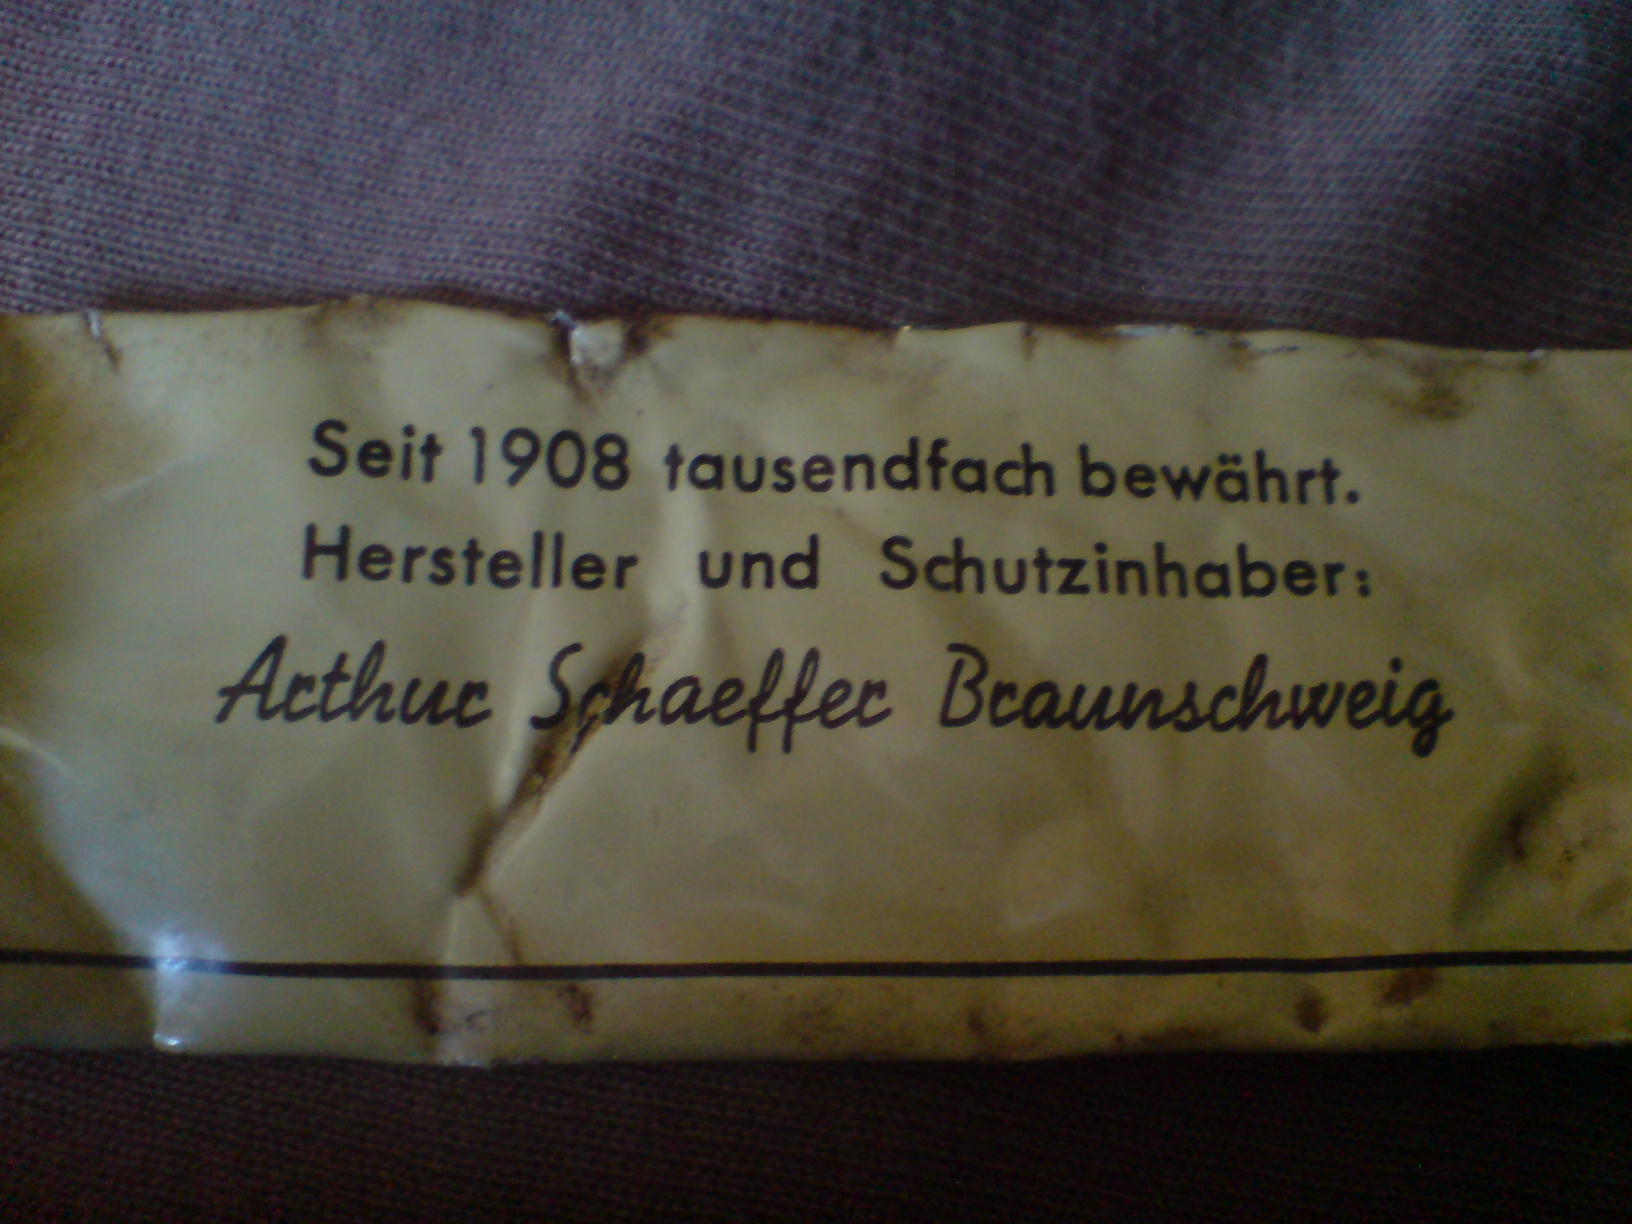 Seit 1908 tausendfach bewährt.
Hersteller und Schutzinhaber:
Arthur Schaeffer Braunschweig